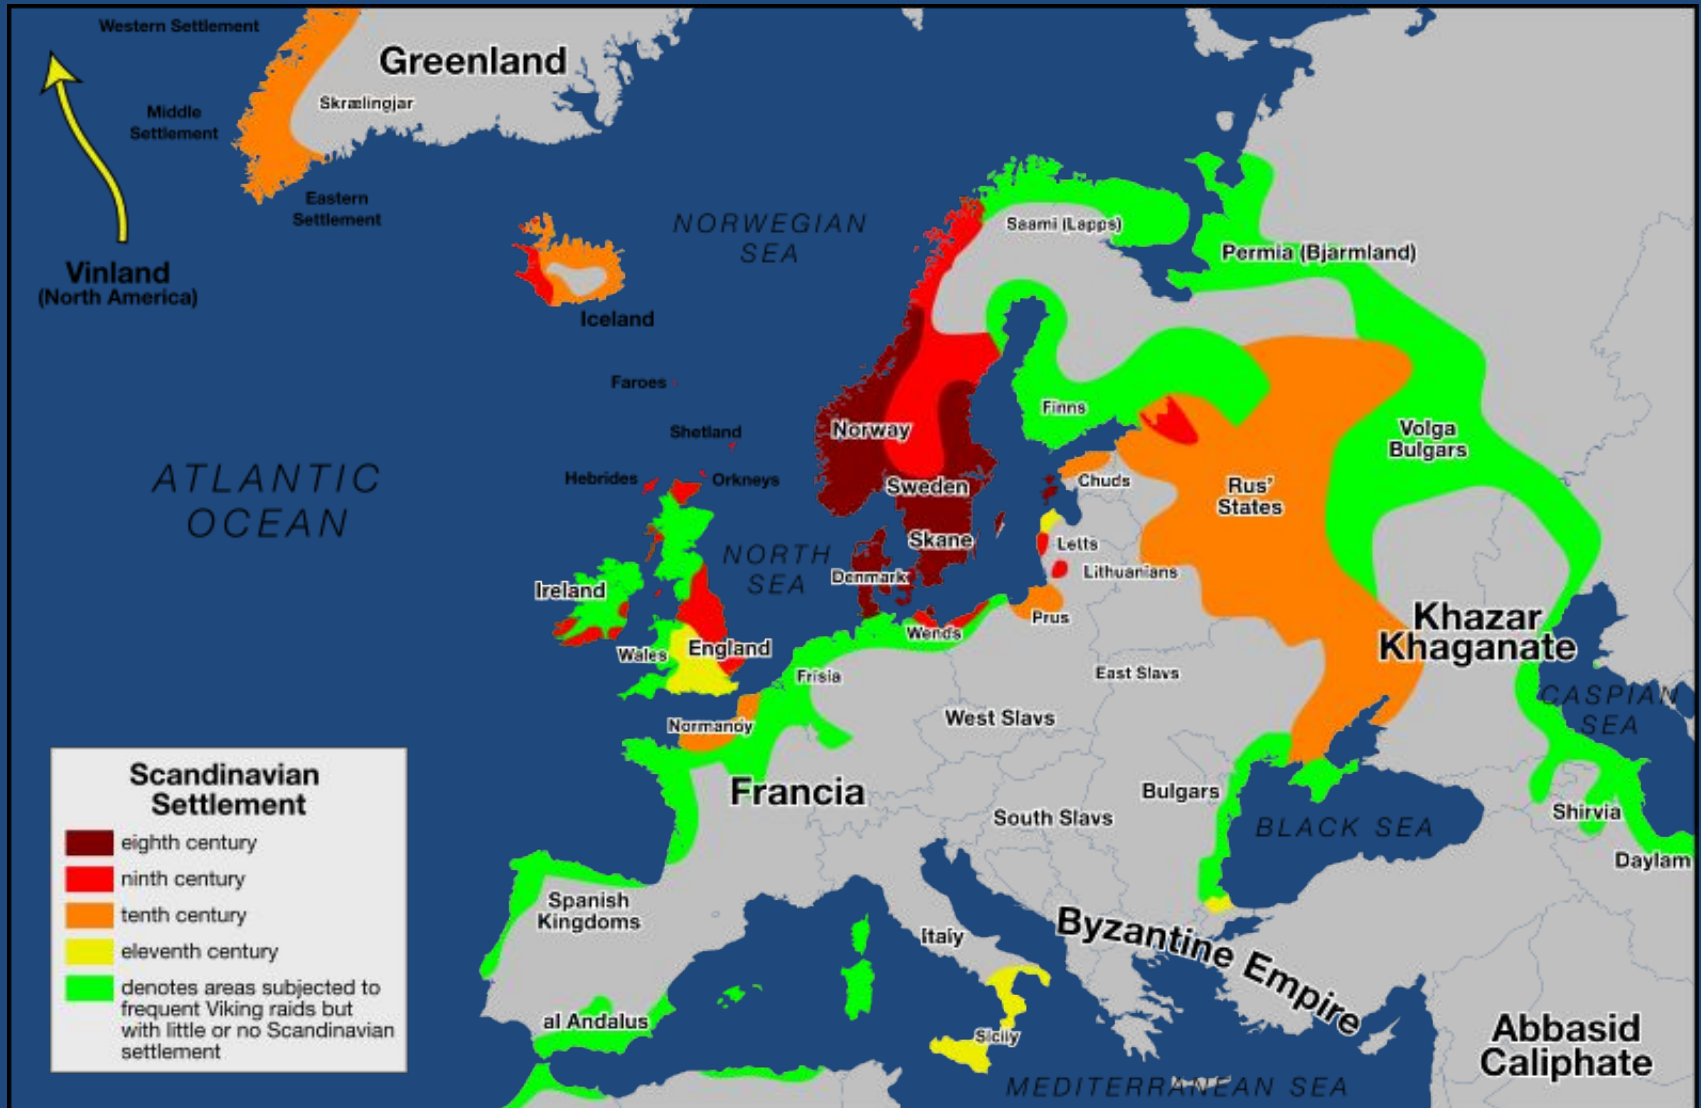 Western Settlement
Greenland
Skrælingjar
Middle
Settlement
Eastern
Settlement
Vinland
(North America)
NORWEGIAN
SEA
Iceland
Saami (Lapps)
Permia (Bjarmland)
Faroes
Shetland
Hebrides
Orkneys
ATLANTIC
OCEAN
Norway
Finns
Volga
Bulgars
Sweden
Chuds
Rus'
States
Skane
NORTH
SEA
Letts
Denmark
Lithuanians
Ireland
Prus
Wends
Khazar
Khaganate
England
Wales
Frisia
East Slavs
CASPIAN
SEA
West Slavs
Normandy
Francia
Bulgars
South Slavs
BLACK SEA
Shirvia
Daylam
Spanish
Kingdoms
Italy
Byzantine Empire
al Andalus
Sicily
Abbasid
Caliphate
MEDITERRANEAN SEA
Scandinavian
Settlement
eighth century
ninth century
tenth century
eleventh century
denotes areas subjected to
frequent Viking raids but
with little or no Scandinavian
settlement